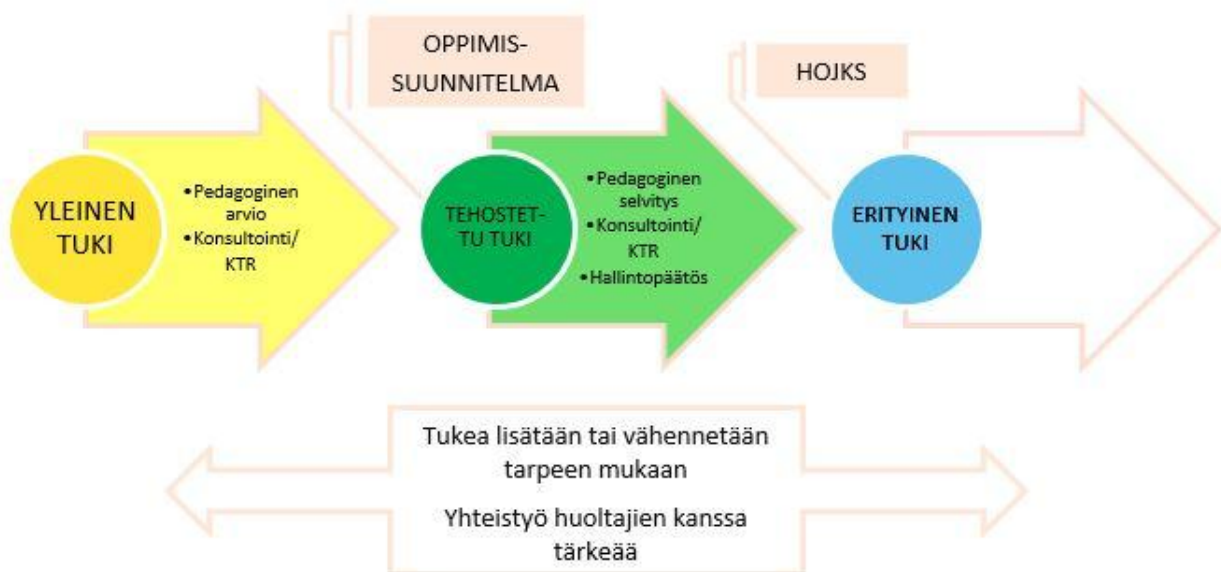 OPPIMIS-
SUUNNITELMA
HOJKS
YLEINEN
TUKI
•Pedagoginen
arvio
•Konsultointi/
KTR
TEHOSTET-
TU TUKI
•Pedagoginen
selvitys
•Konsultointi/
KTR
•Hallintopäätös
ERITYINEN
TUKI
Tukea lisätään tai vähennetään
tarpeen mukaan
Yhteistyö huoltajien kanssa
tärkeää